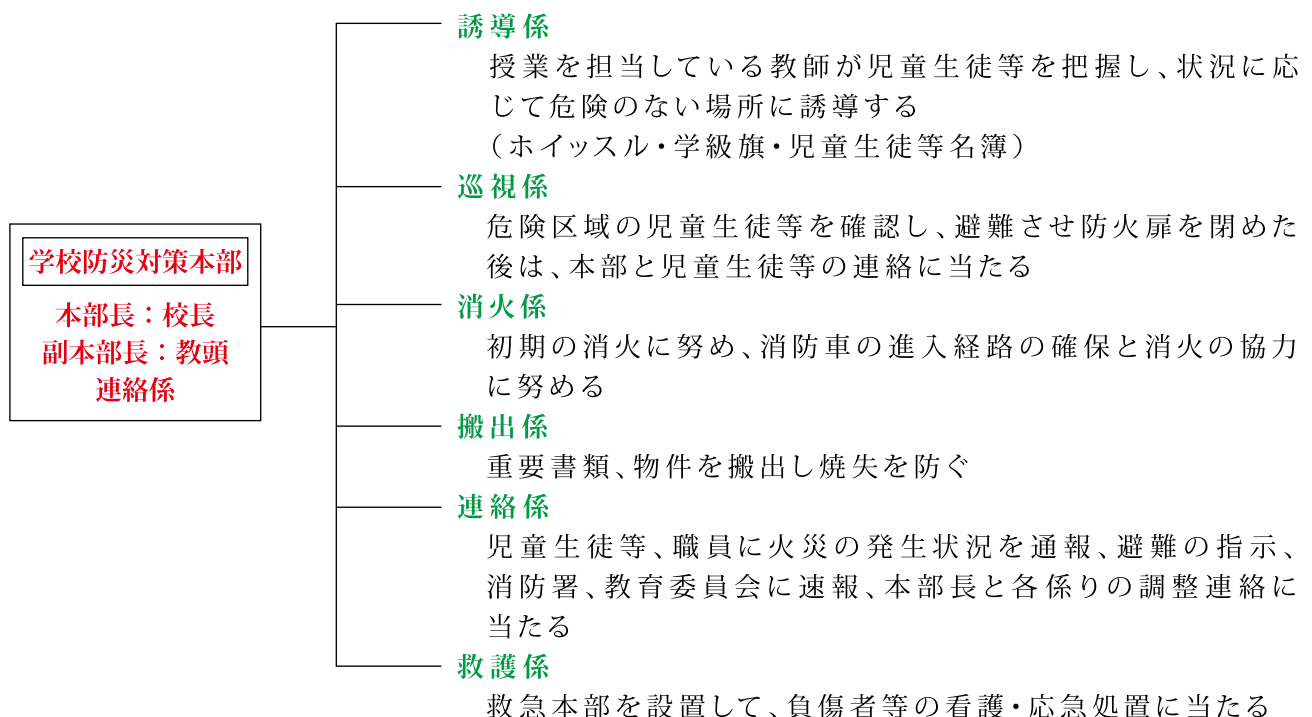 学校防災対策本部
本部長：校長
副本部長：教頭
連絡係
誘導係
授業を担当している教師が児童生徒等を把握し、状況に応
じて危険のない場所に誘導する
（ホイッスル・学級旗・児童生徒等名簿）
巡視係
危険区域の児童生徒等を確認し、避難させ防火扉を閉めた
後は、本部と児童生徒等の連絡に当たる
消火係
初期の消火に努め、消防車の進入経路の確保と消火の協力
に努める
搬出係
重要書類、物件を搬出し焼失を防ぐ
連絡係
児童生徒等、職員に火災の発生状況を通報、避難の指示、
消防署、教育委員会に速報、本部長と各係りの調整連絡に
当たる
救護係
救急本部を設置して、負傷者等の看護・応急処置に当たる